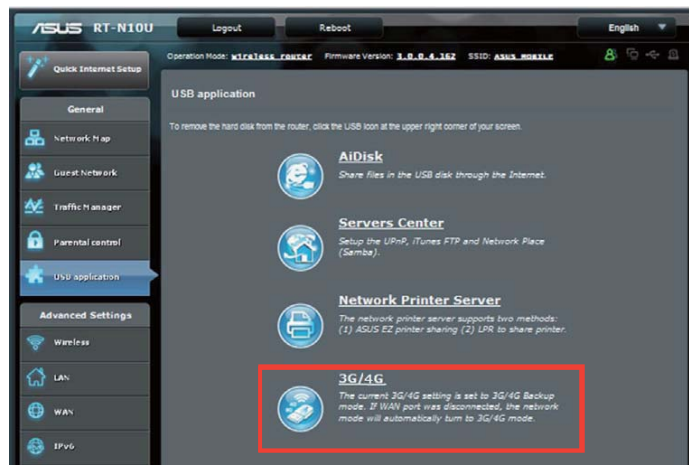 ASUS RT-N10U
Logout
Reboot
English
Quick Internet Setup
Operation Mode: wireless router Firmware Version: 3.0.0.4.162 SSID: ASUS MOBILE
USB application
To remove the hard disk from the router, click the USB icon at the upper right corner of your screen.
General
Network Map
Guest Network
Traffic Manager
Parental control
USB application
Advanced Settings
Wireless
LAN
WAN
IPv6
AiDisk
Share files in the USB disk through the Internet.
Servers Center
Setup the UPnP, iTunes FTP and Network Place
(Samba).
Network Printer Server
The network printer server supports two methods:
(1) ASUS EZ printer sharing (2) LPR to share printer.
3G/4G
The current 3G/4G setting is set to 3G/4G Backup
mode. If WAN port was disconnected, the network
mode will automatically turn to 3G/4G mode.